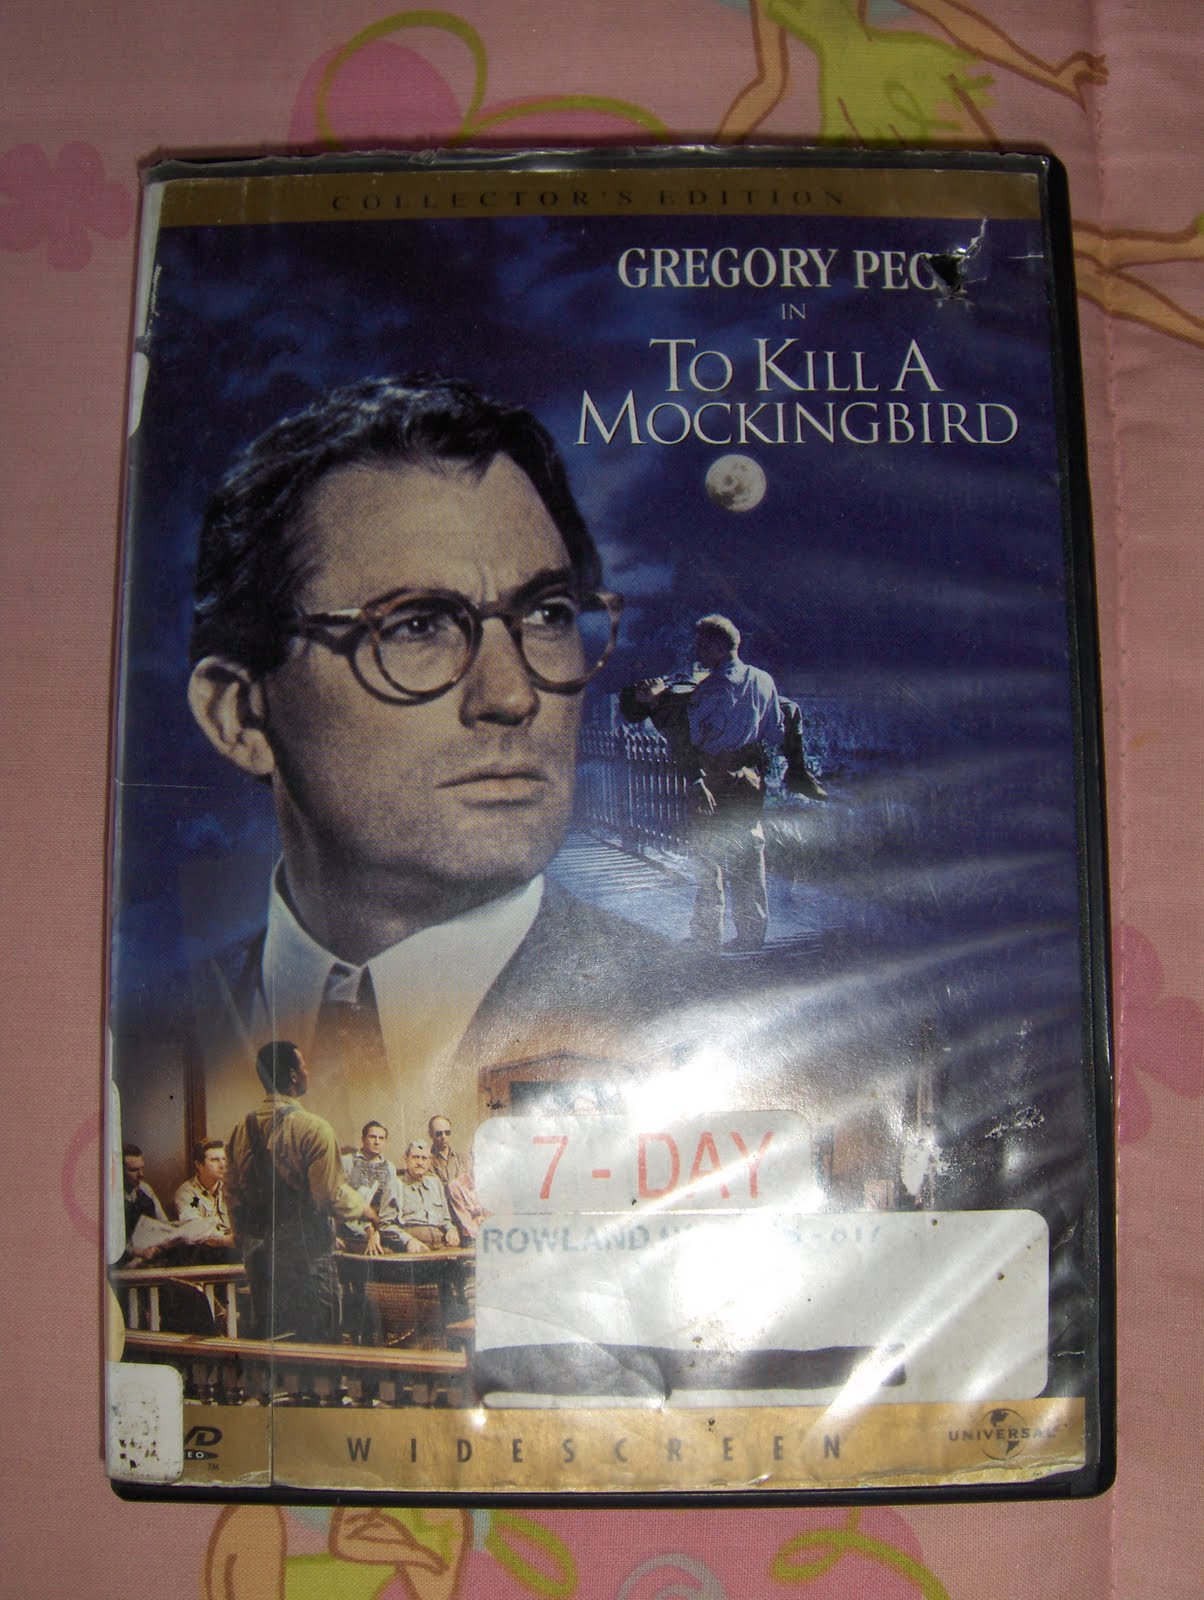 COLLECTOR'S EDITION
GREGORY PEC
IN
TO KILL A
MOCKINGBIRD
7-DAY
ROWLAND
WIDESCREEN
UNIVERSAL